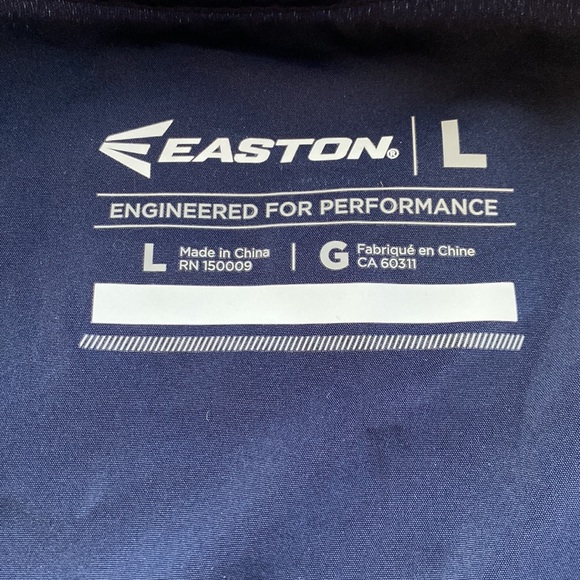 EASTON® | L
ENGINEERED FOR PERFORMANCE
L Made in China | G Fabriqué en Chine
RN 150009 CA 60311